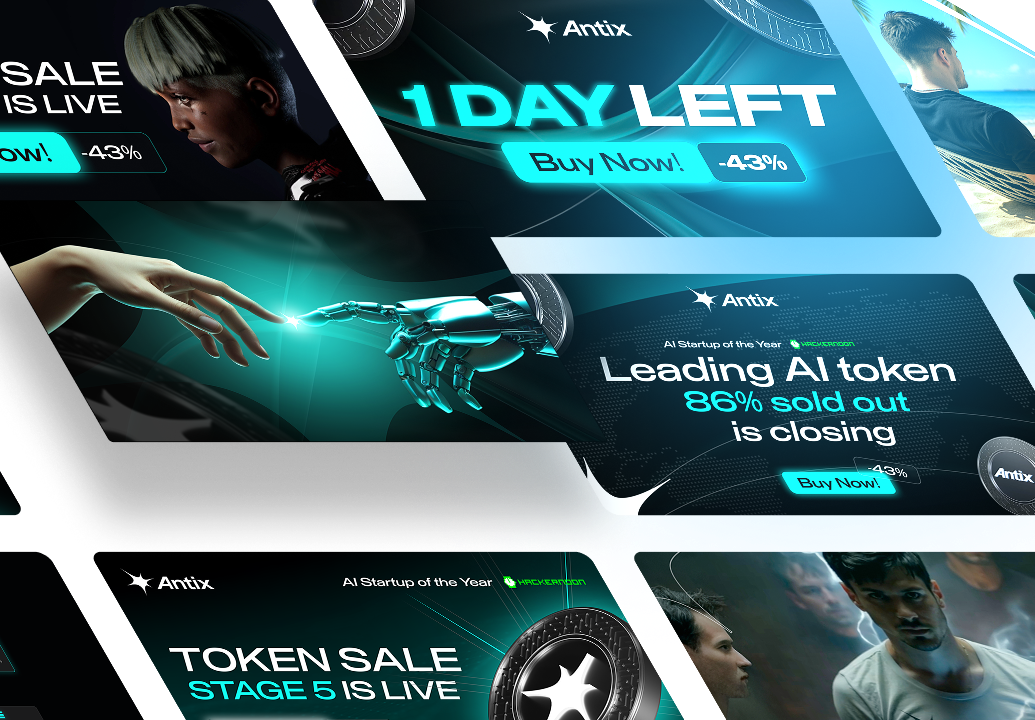 SALE
IS LIVE
ow!
-43%
Antix
1 DAY LEFT
Buy Now!
-43%
Antix
AI Startup of the Year HACKERNOON
Leading AI token
86% sold out
is closing
-43%
Buy Now!
Antix
Antix
AI Startup of the Year HACKERNOON
TOKEN SALE
STAGE 5 IS LIVE